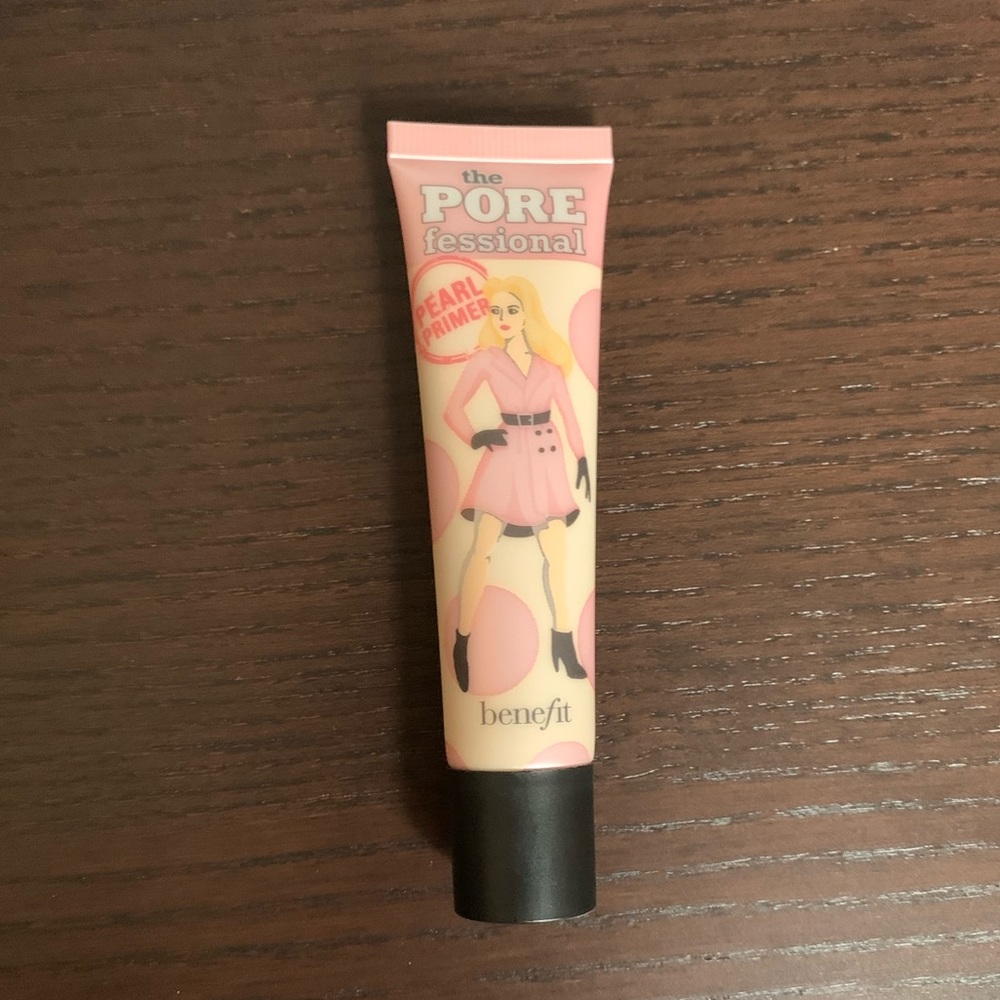 the
PORE
fessional
PEARL
PRIMER
benefit